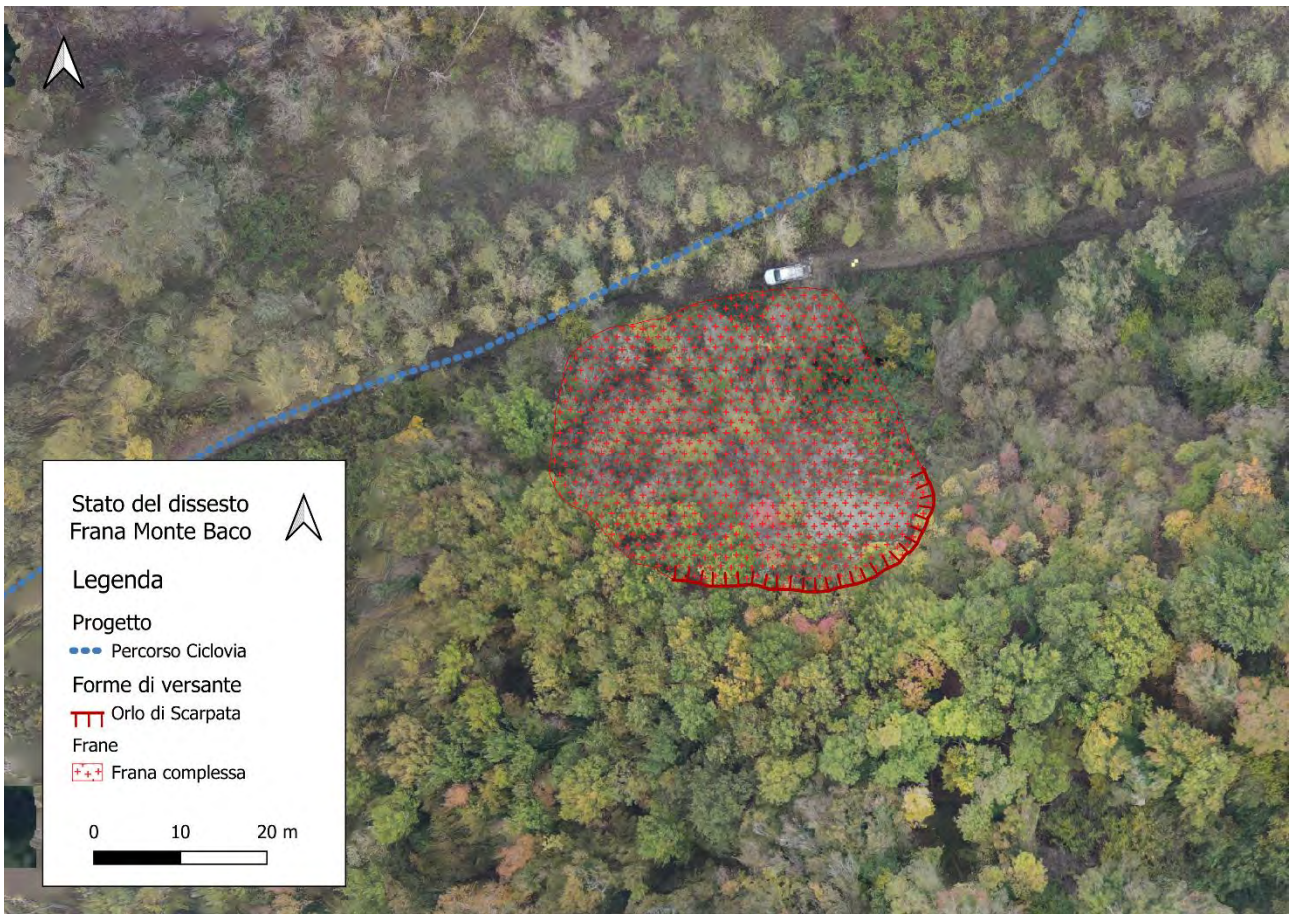 Stato del dissesto
Frana Monte Baco
Legenda
Progetto
Percorso Ciclovia
Forme di versante
Orlo di Scarpata
Frane
Frana complessa
0 10 20 m